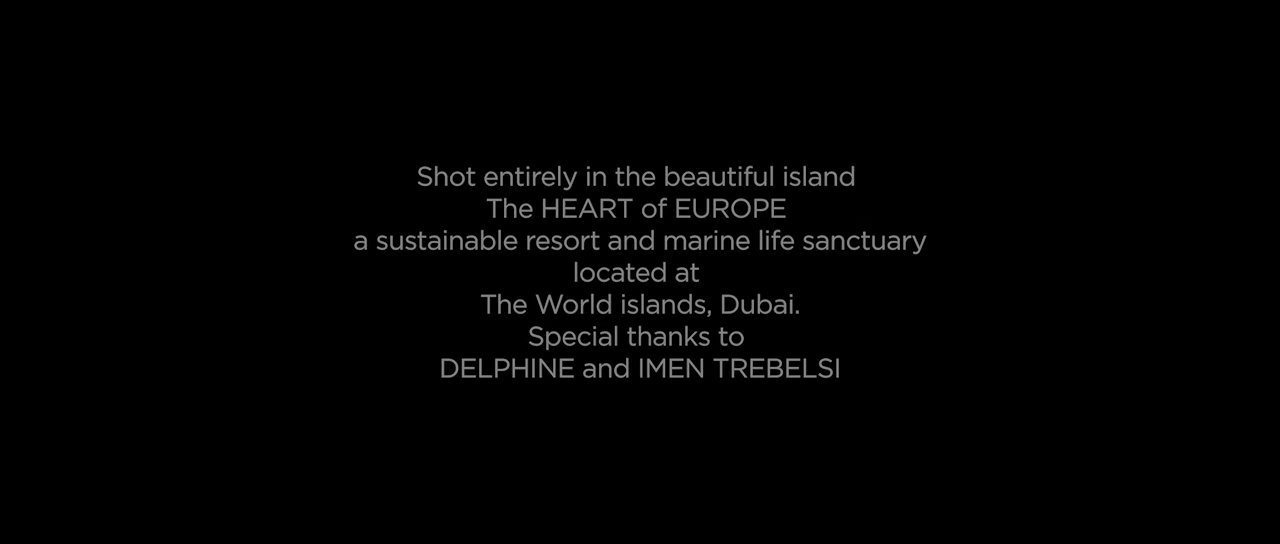 Shot entirely in the beautiful island
The HEART of EUROPE
a sustainable resort and marine life sanctuary
located at
The World islands, Dubai.
Special thanks to
DELPHINE and IMEN TREBELSI